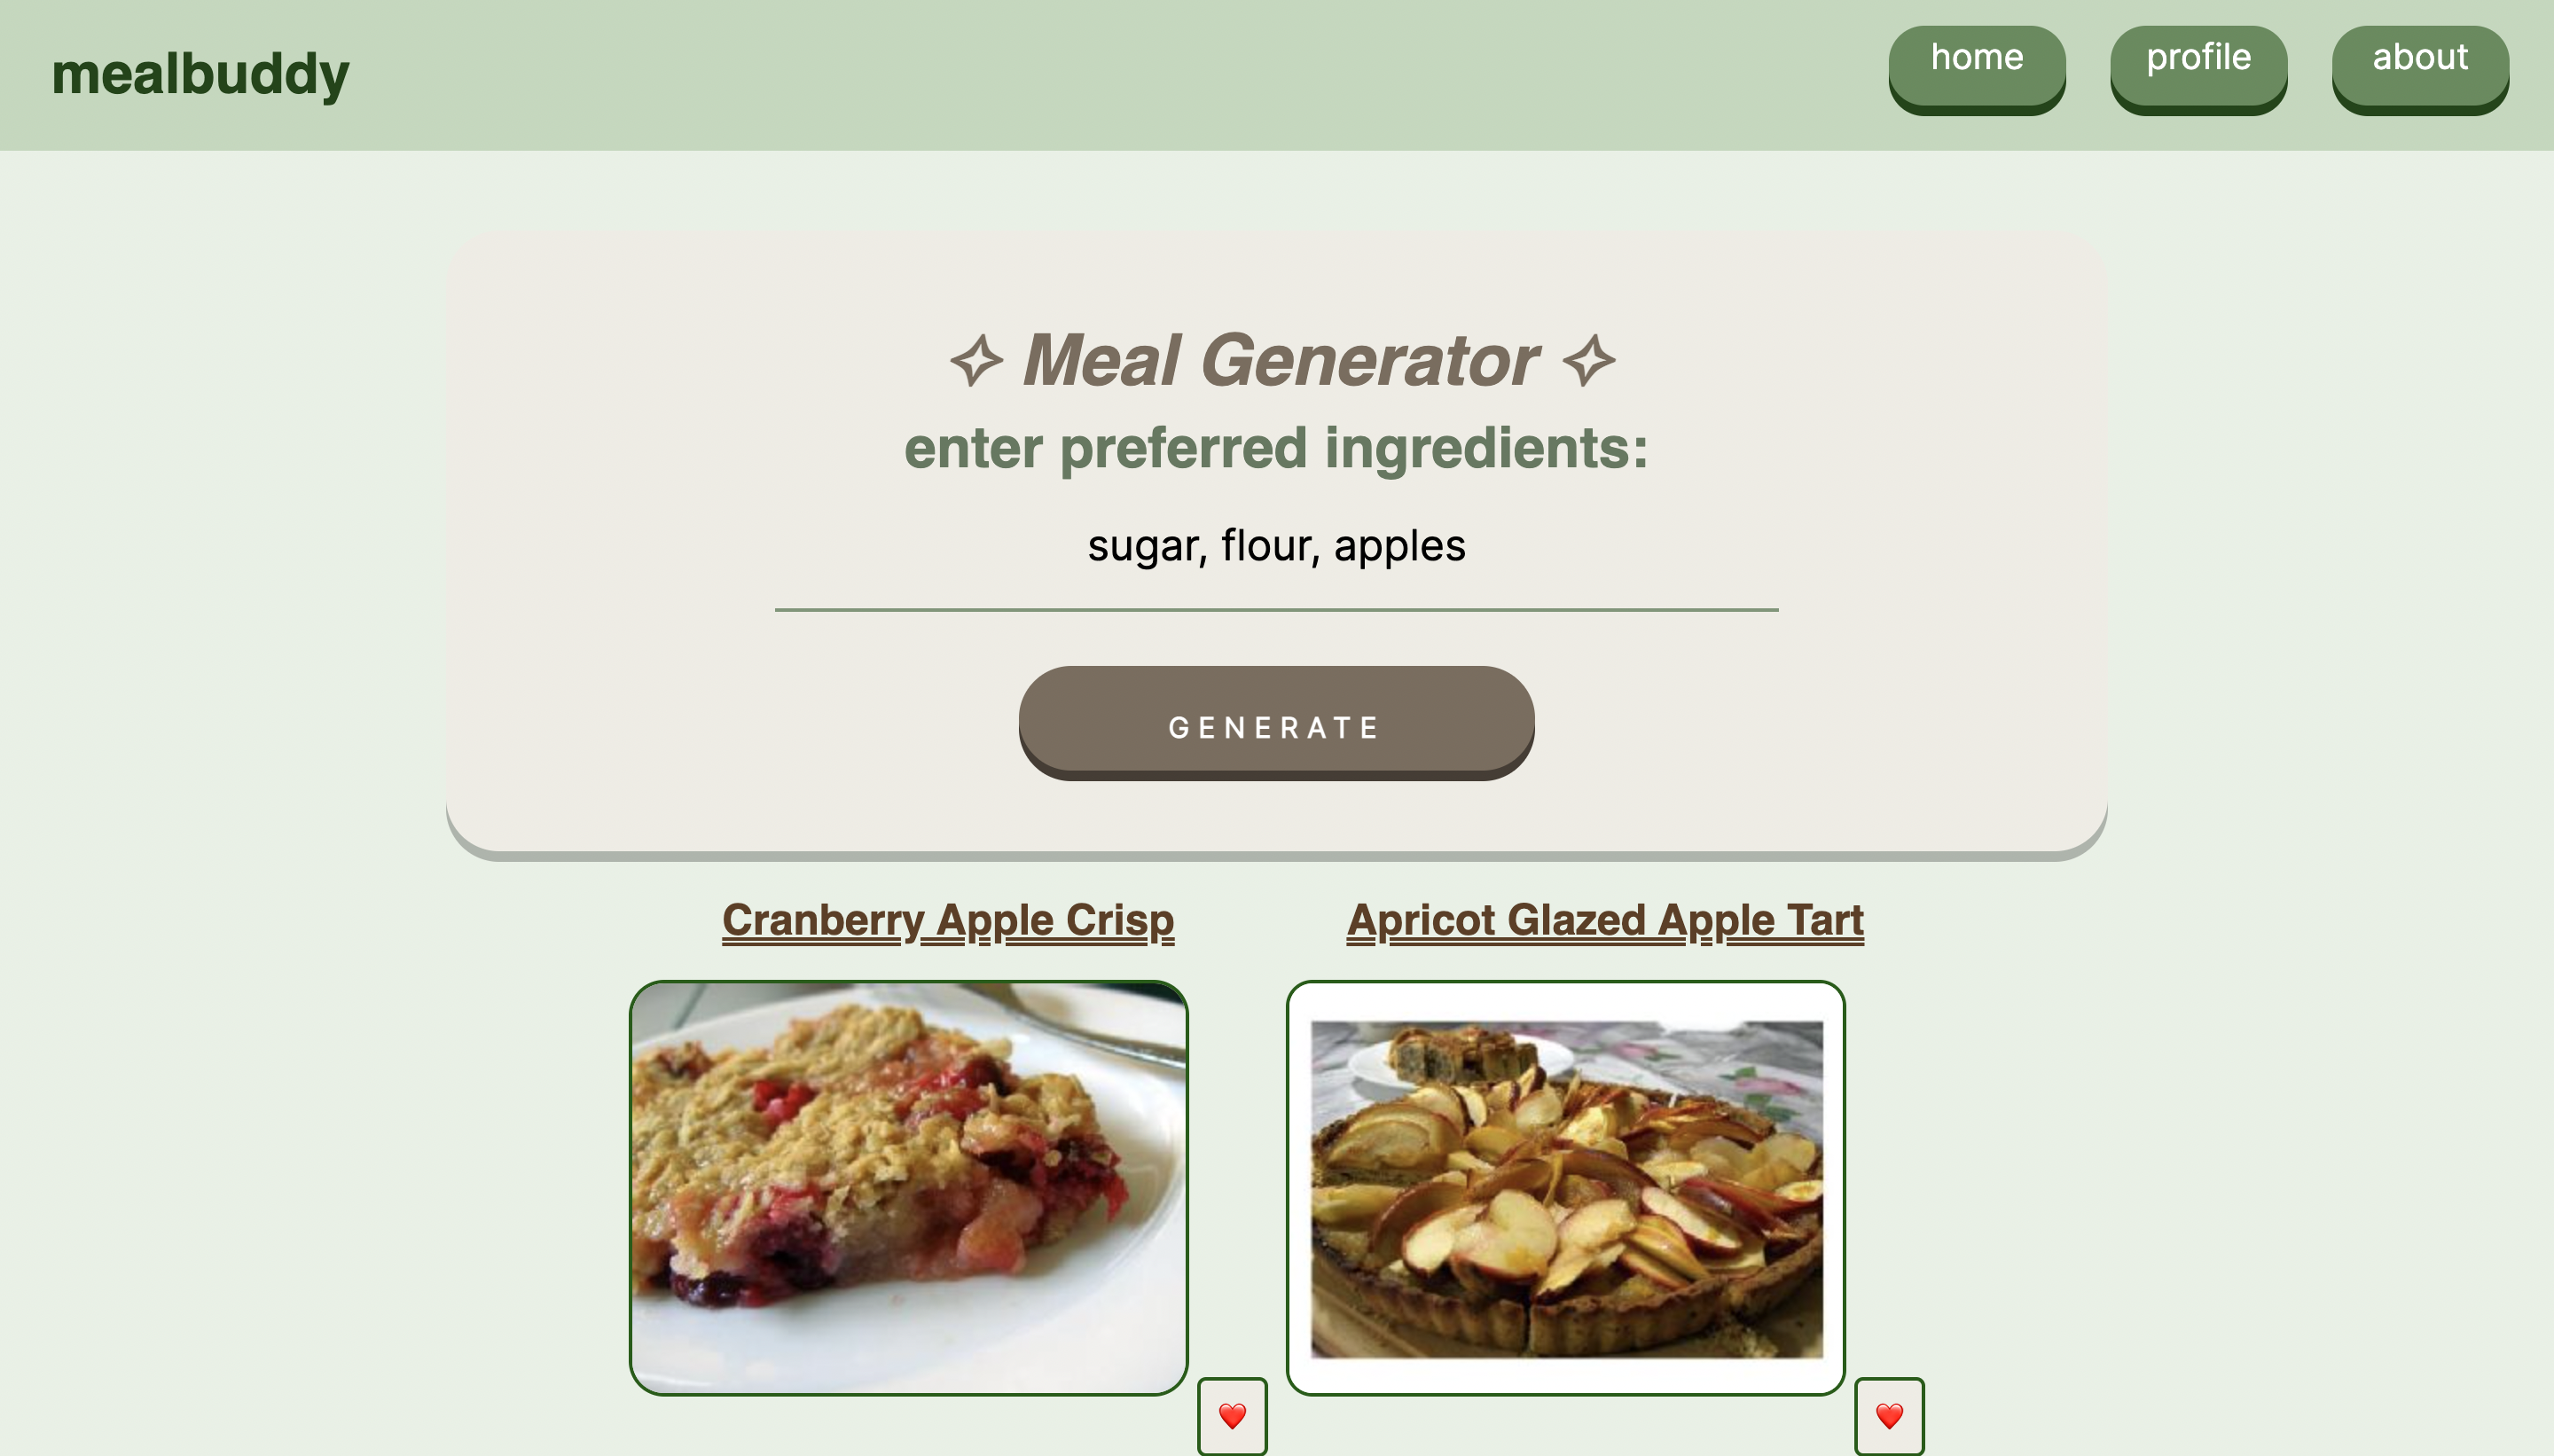 mealbuddy
home
profile
about
✧ Meal Generator ✧
enter preferred ingredients:
sugar, flour, apples
GENERATE
Cranberry Apple Crisp
Apricot Glazed Apple Tart